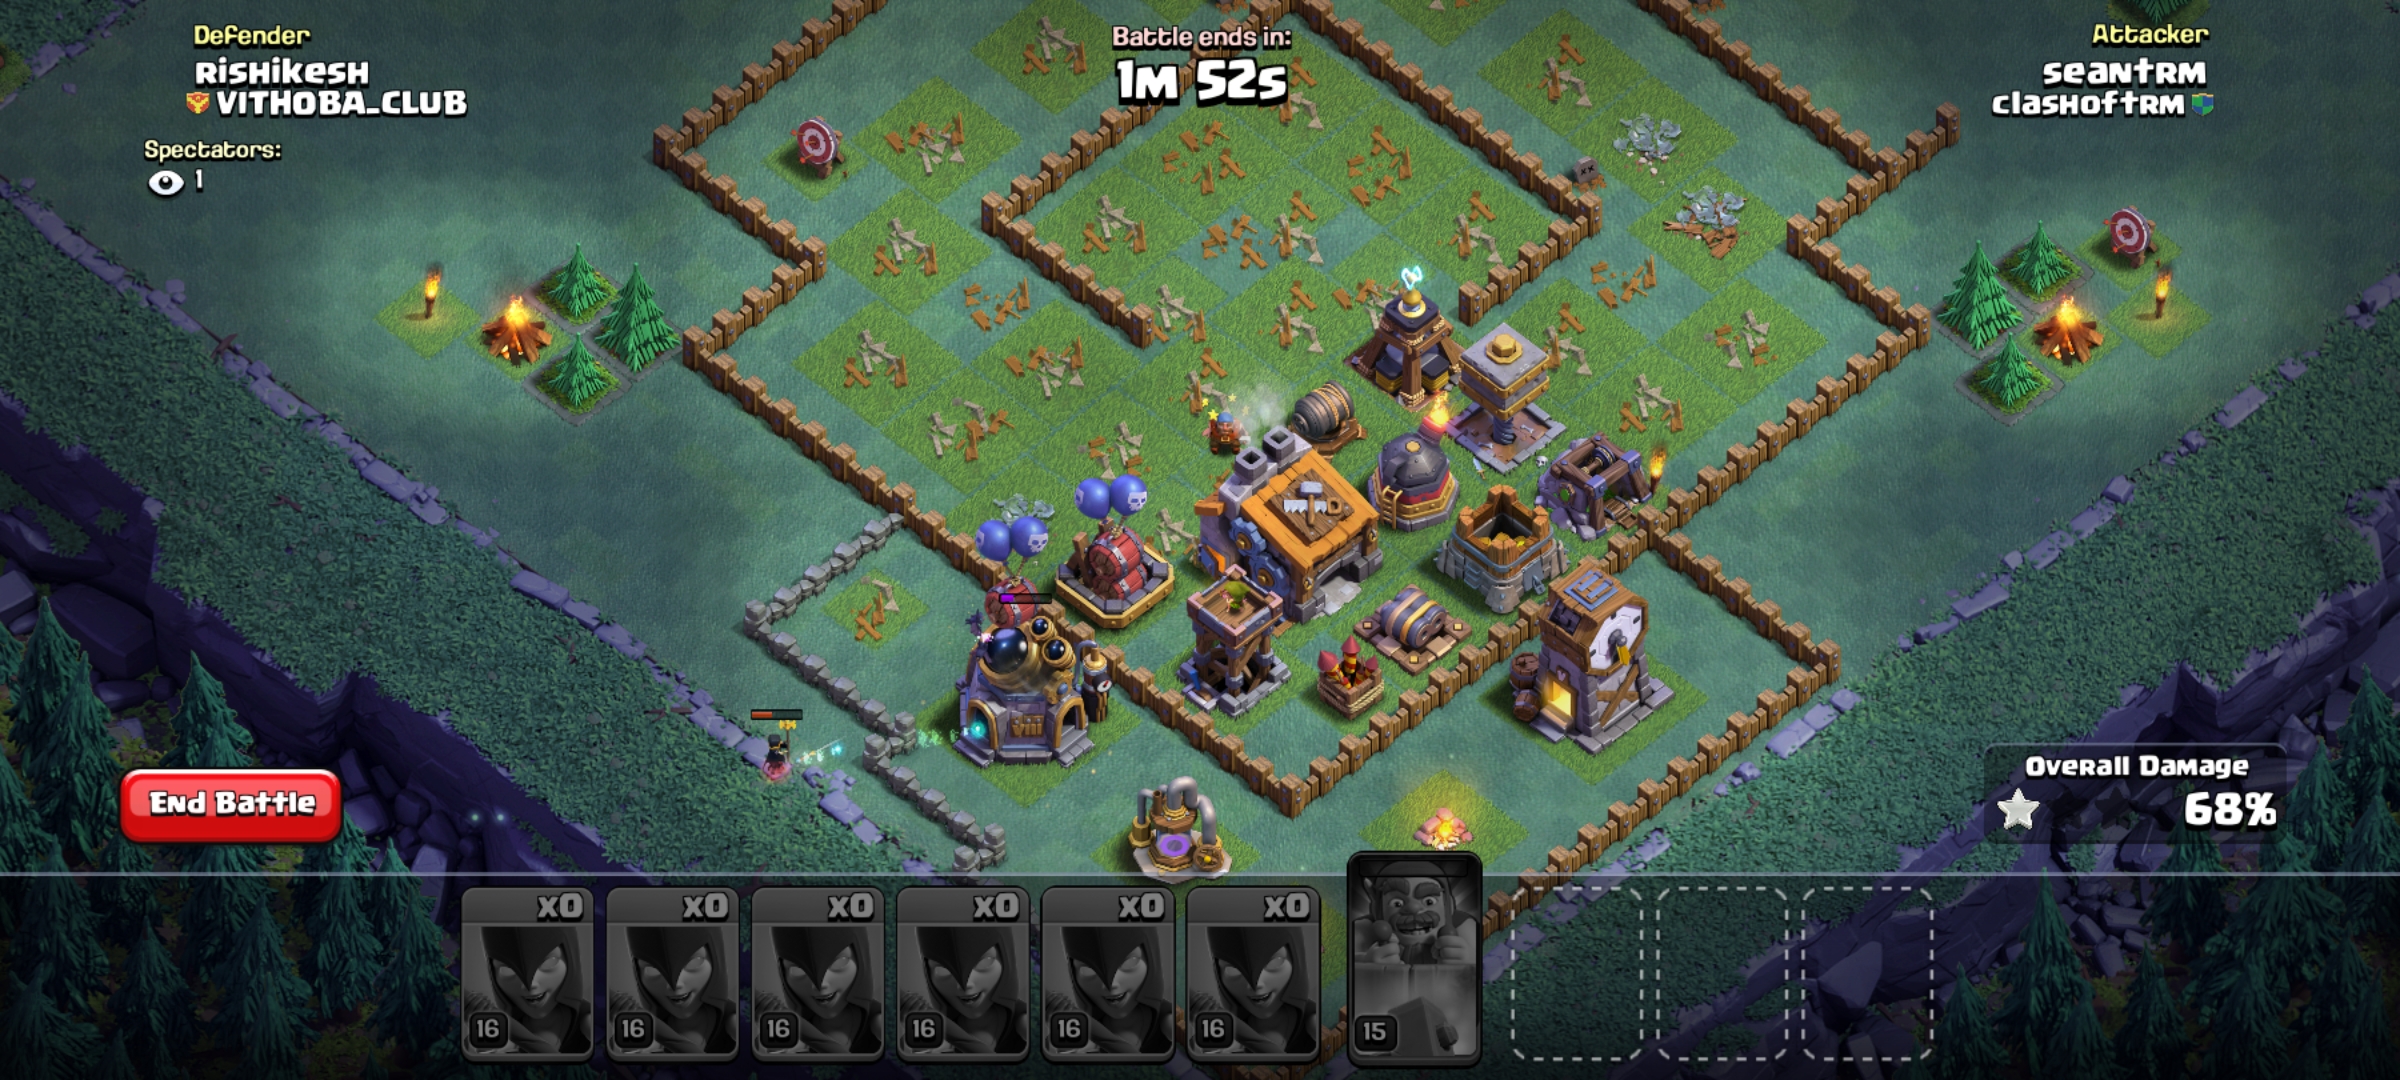 Defender
Rishikesh
VITHOBA_CLUB
Spectators:
1
Battle ends in:
1M 52s
Attacker
seantRM
clashoftRM
End Battle
Overall Damage
68%
x0 x0 x0 x0 x0 x0
16 16 16 16 16 16 15